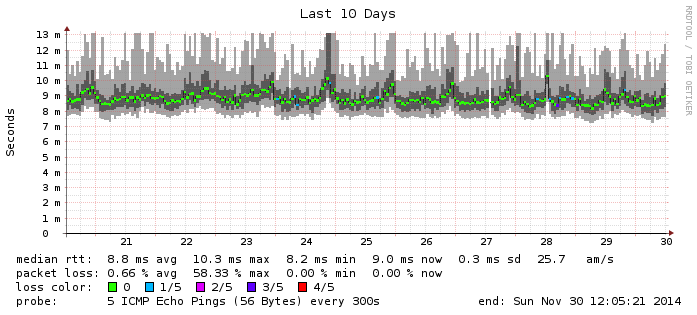 Last 10 Days
RRDTOOL / TOBI OETIKER
Seconds
13 m
12 m
11 m
10 m
9 m
8 m
7 m
6 m
5 m
4 m
3 m
2 m
1 m
0
21 22 23 24 25 26 27 28 29 30
median rtt: 8.8 ms avg 10.3 ms max 8.2 ms min 9.0 ms now 0.3 ms sd 25.7 am/s
packet loss: 0.66 % avg 58.33 % max 0.00 % min 0.00 % now
loss color: 0 1/5 2/5 3/5 4/5
probe: 5 ICMP Echo Pings (56 Bytes) every 300s end: Sun Nov 30 12:05:21 2014